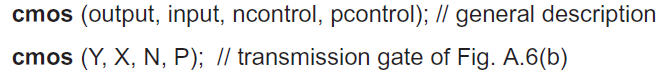 cmos (output, input, ncontrol, pcontrol); // general description
cmos (Y, X, N, P);  // transmission gate of Fig. A.6(b)